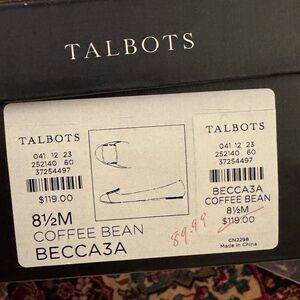 TALBOTS
TALBOTS
041 12 23
252140 60
37254497
$119.00
8½M
COFFEE BEAN
BECCA3A
TALBOTS
041 12 23
252140 60
37254497
BECCA3A
COFFEE BEAN
8½M
$119.00
89.99
CN2298
Made in China